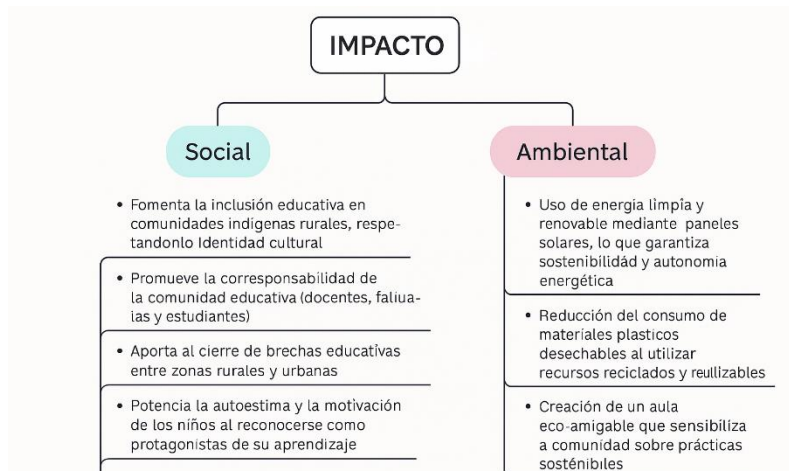 IMPACTO
Social
• Fomenta la inclusión educativa en
comunidades indígenas rurales, respe-
tandonlo Identidad cultural
• Promueve la corresponsabilidad de
la comunidad educativa (docentes, faliua-
ias y estudiantes)
• Aporta al cierre de brechas educativas
entre zonas rurales y urbanas
• Potencia la autoestima y la motivación
de los niños al reconocerse como
protagonistas de su aprendizaje
Ambiental
• Uso de energia limpia y
renovable mediante paneles
solares, lo que garantiza
sostenibilidád y autonomia
energética
• Reducción del consumo de
materiales plasticos
desechables al utilizar
recursos reciclados y reullizables
• Creación de un aula
eco-amigable que sensibiliza
a comunidad sobre prácticas
sosténibiles